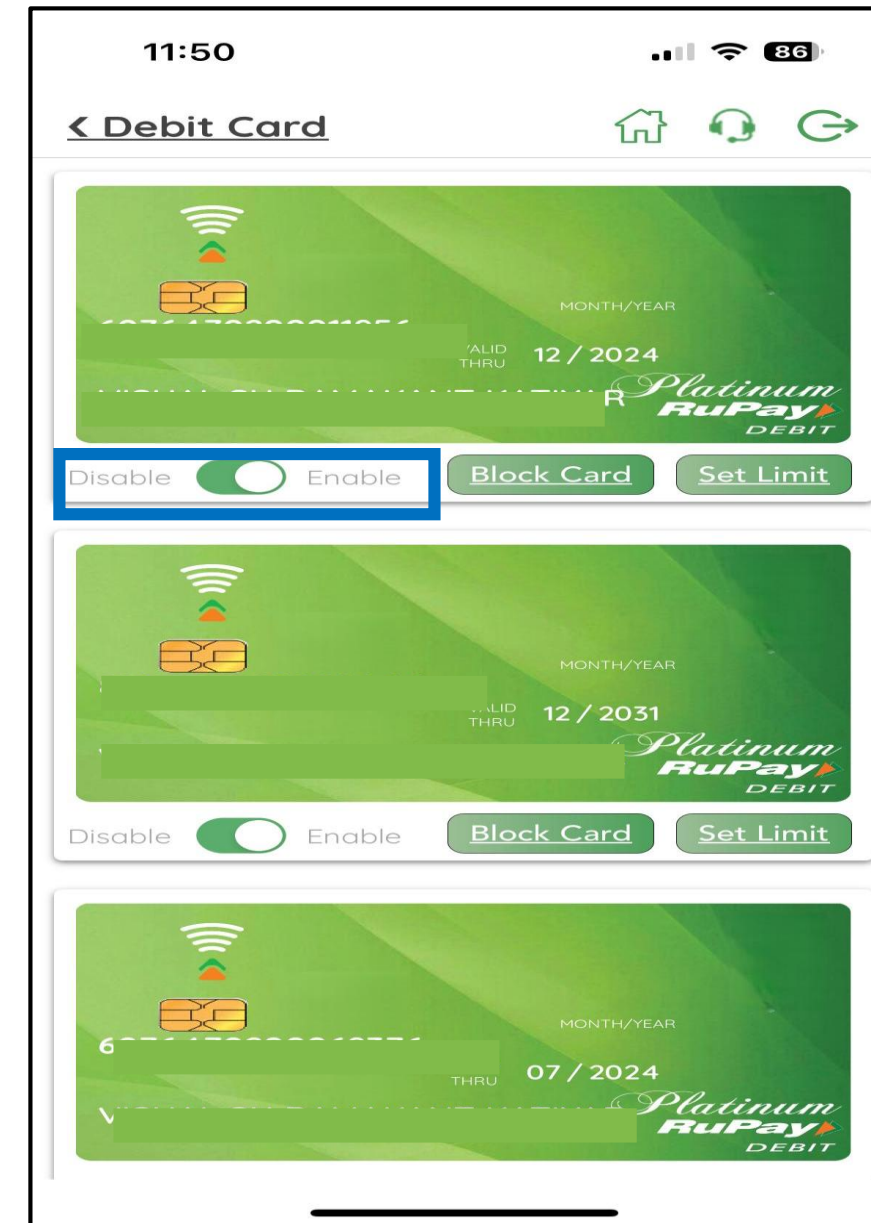 11:50
86
< Debit Card
MONTH/YEAR
THRU
12 / 2024
R
Platinum
RuPay
DEBIT
Disable
Enable
Block Card
Set Limit
MONTH/YEAR
THRU
12 / 2031
Platinum
RuPay
DEBIT
Disable
Enable
Block Card
Set Limit
MONTH/YEAR
THRU
07 / 2024
Platinum
RuPay
DEBIT